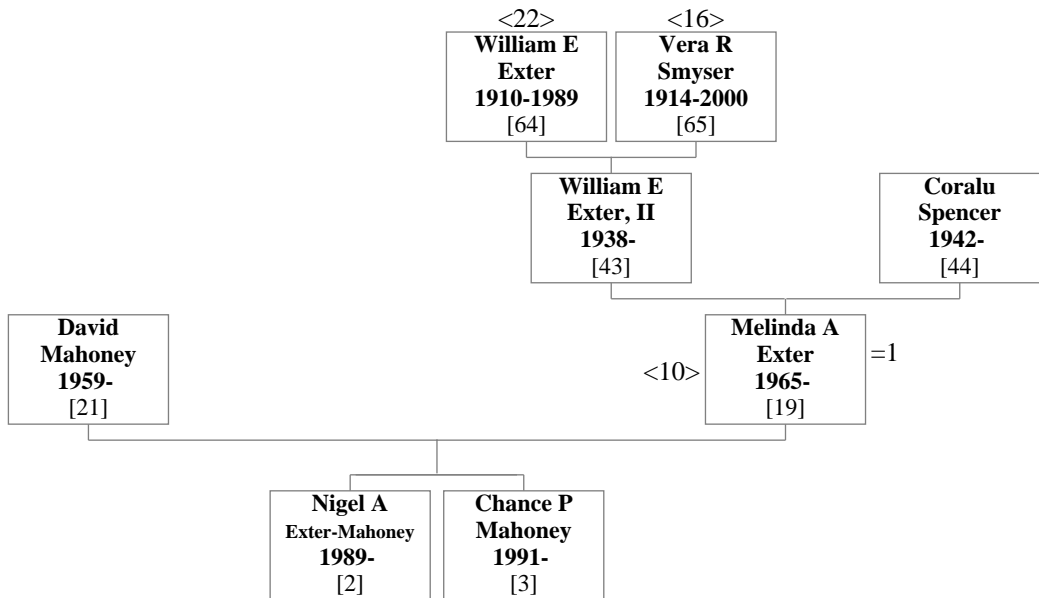 <22>
William E
Exter
1910-1989
[64]
<16>
Vera R
Smyser
1914-2000
[65]
William E
Exter, II
1938-
[43]
Coralu
Spencer
1942-
[44]
David
Mahoney
1959-
[21]
<10>
Melinda A
Exter
1965-
[19]
=1
Nigel A
Exter-Mahoney
1989-
[2]
Chance P
Mahoney
1991-
[3]